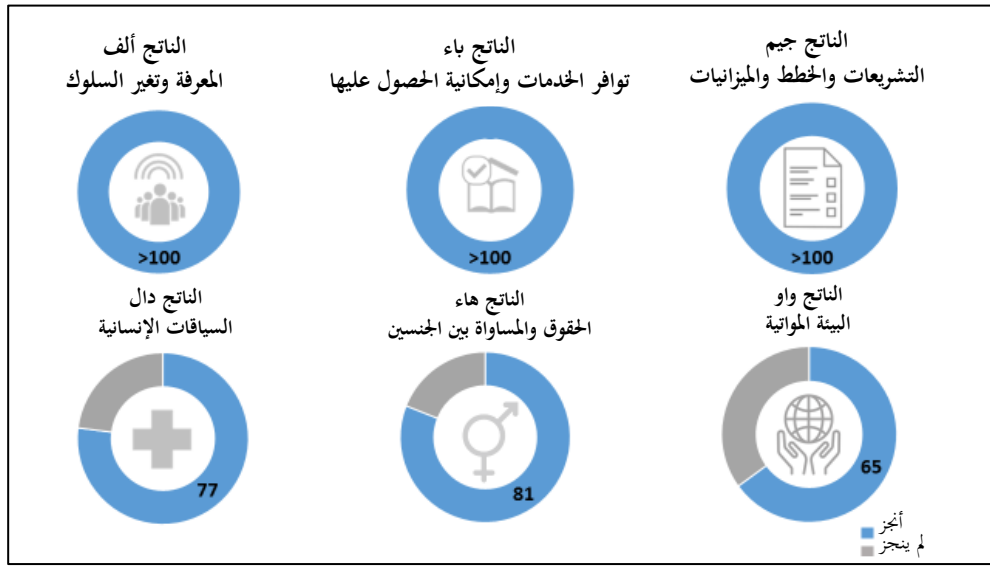 الناتج جيم
التشريعات والخطط والميزانيات
>100
الناتج باء
توافر الخدمات وإمكانية الحصول عليها
>100
الناتج ألف
المعرفة وتغير السلوك
>100
الناتج واو
البيئة المواتية
65
الناتج هاء
الحقوق والمساواة بين الجنسين
81
الناتج دال
السياقات الإنسانية
77
أنجز
لم ينجز